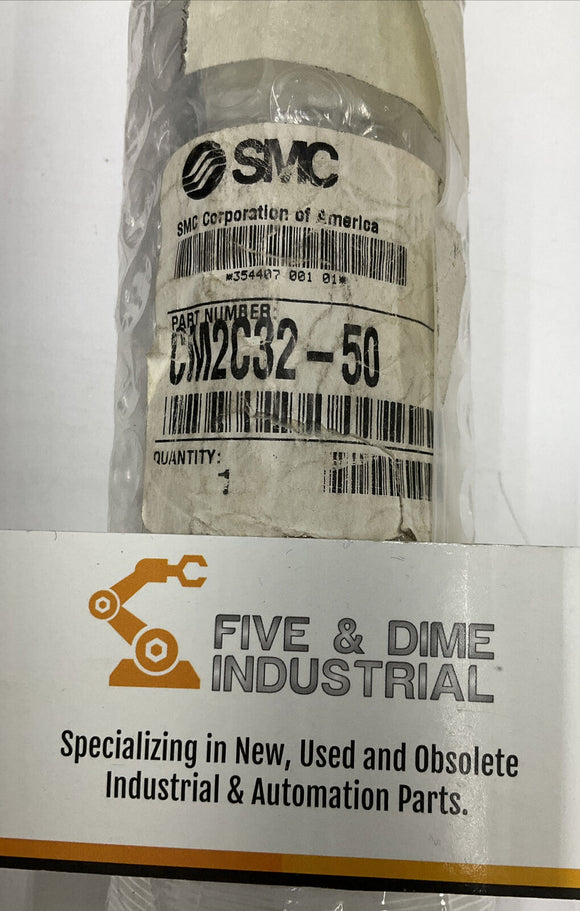 SMC
SMC Corporation of America
*354407 001 01*
PART NUMBER:
CM2C32-50
QUANTITY:
1
FIVE & DIME
INDUSTRIAL
Specializing in New, Used and Obsolete
Industrial & Automation Parts.